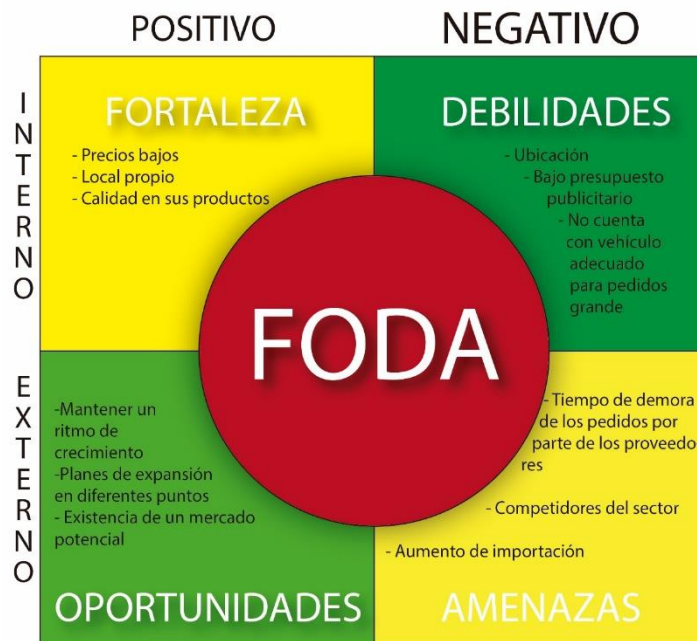 POSITIVO
NEGATIVO
INTERNO
FORTALEZA
- Precios bajos
- Local propio
- Calidad en sus productos
DEBILIDADES
- Ubicación
- Bajo presupuesto
publicitario
- No cuenta
con vehículo
adecuado
para pedidos
grande
FODA
EXTERNO
-Mantener un
ritmo de
crecimiento
-Planes de expansión
en diferentes puntos
- Existencia de un mercado
potencial
OPORTUNIDADES
- Tiempo de demora
de los pedidos por
parte de los proveedo
res
- Competidores del sector
- Aumento de importación
AMENAZAS